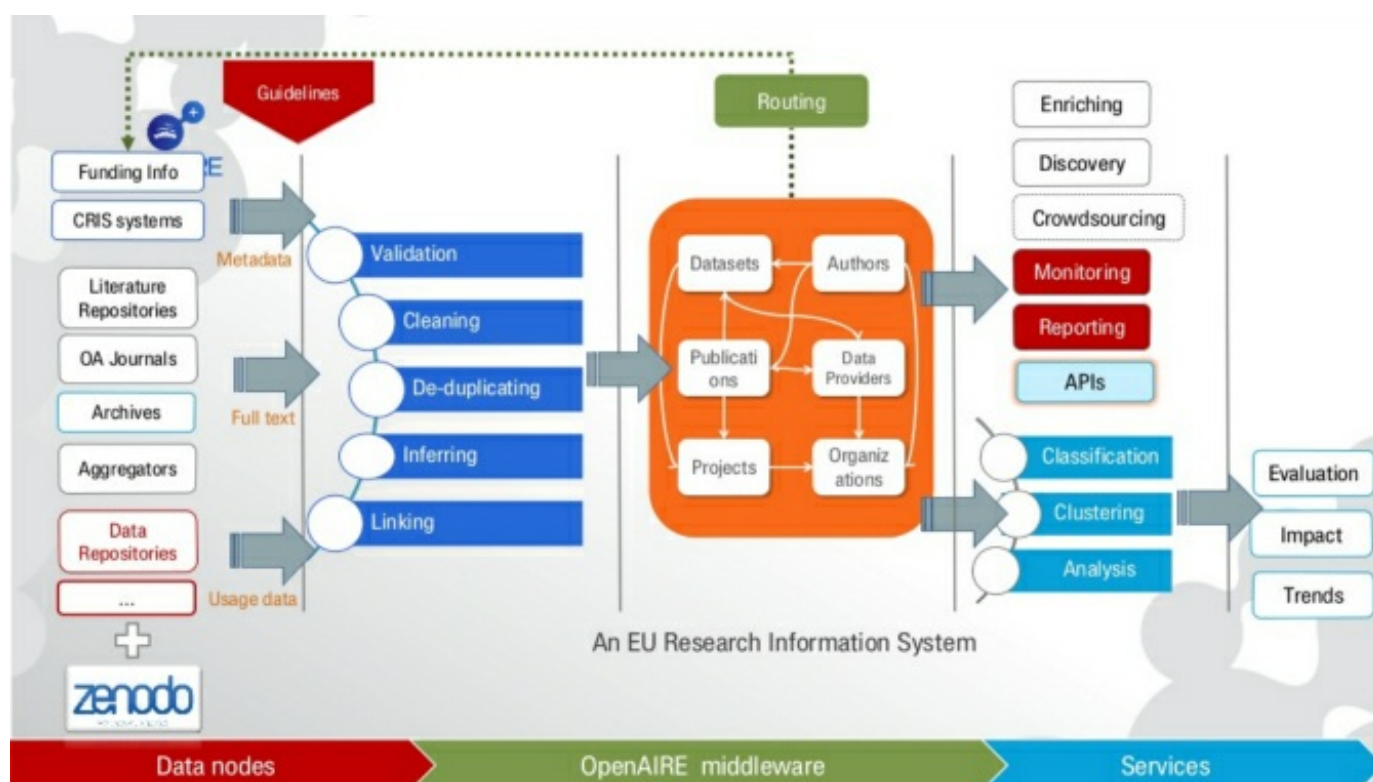 Guidelines
Routing
Enriching
Discovery
Crowdsourcing
Monitoring
Reporting
APIs
RE
Funding Info
CRIS systems
Literature
Repositories
OA Journals
Archives
Aggregators
Data
Repositories
...
zenodo
Metadata
Full text
Usage data
Validation
Cleaning
De-duplicating
Inferring
Linking
Datasets
Authors
Publicati
ons
Data
Providers
Projects
Organiz
ations
Classification
Clustering
Analysis
Evaluation
Impact
Trends
An EU Research Information System
Data nodes
OpenAIRE middleware
Services